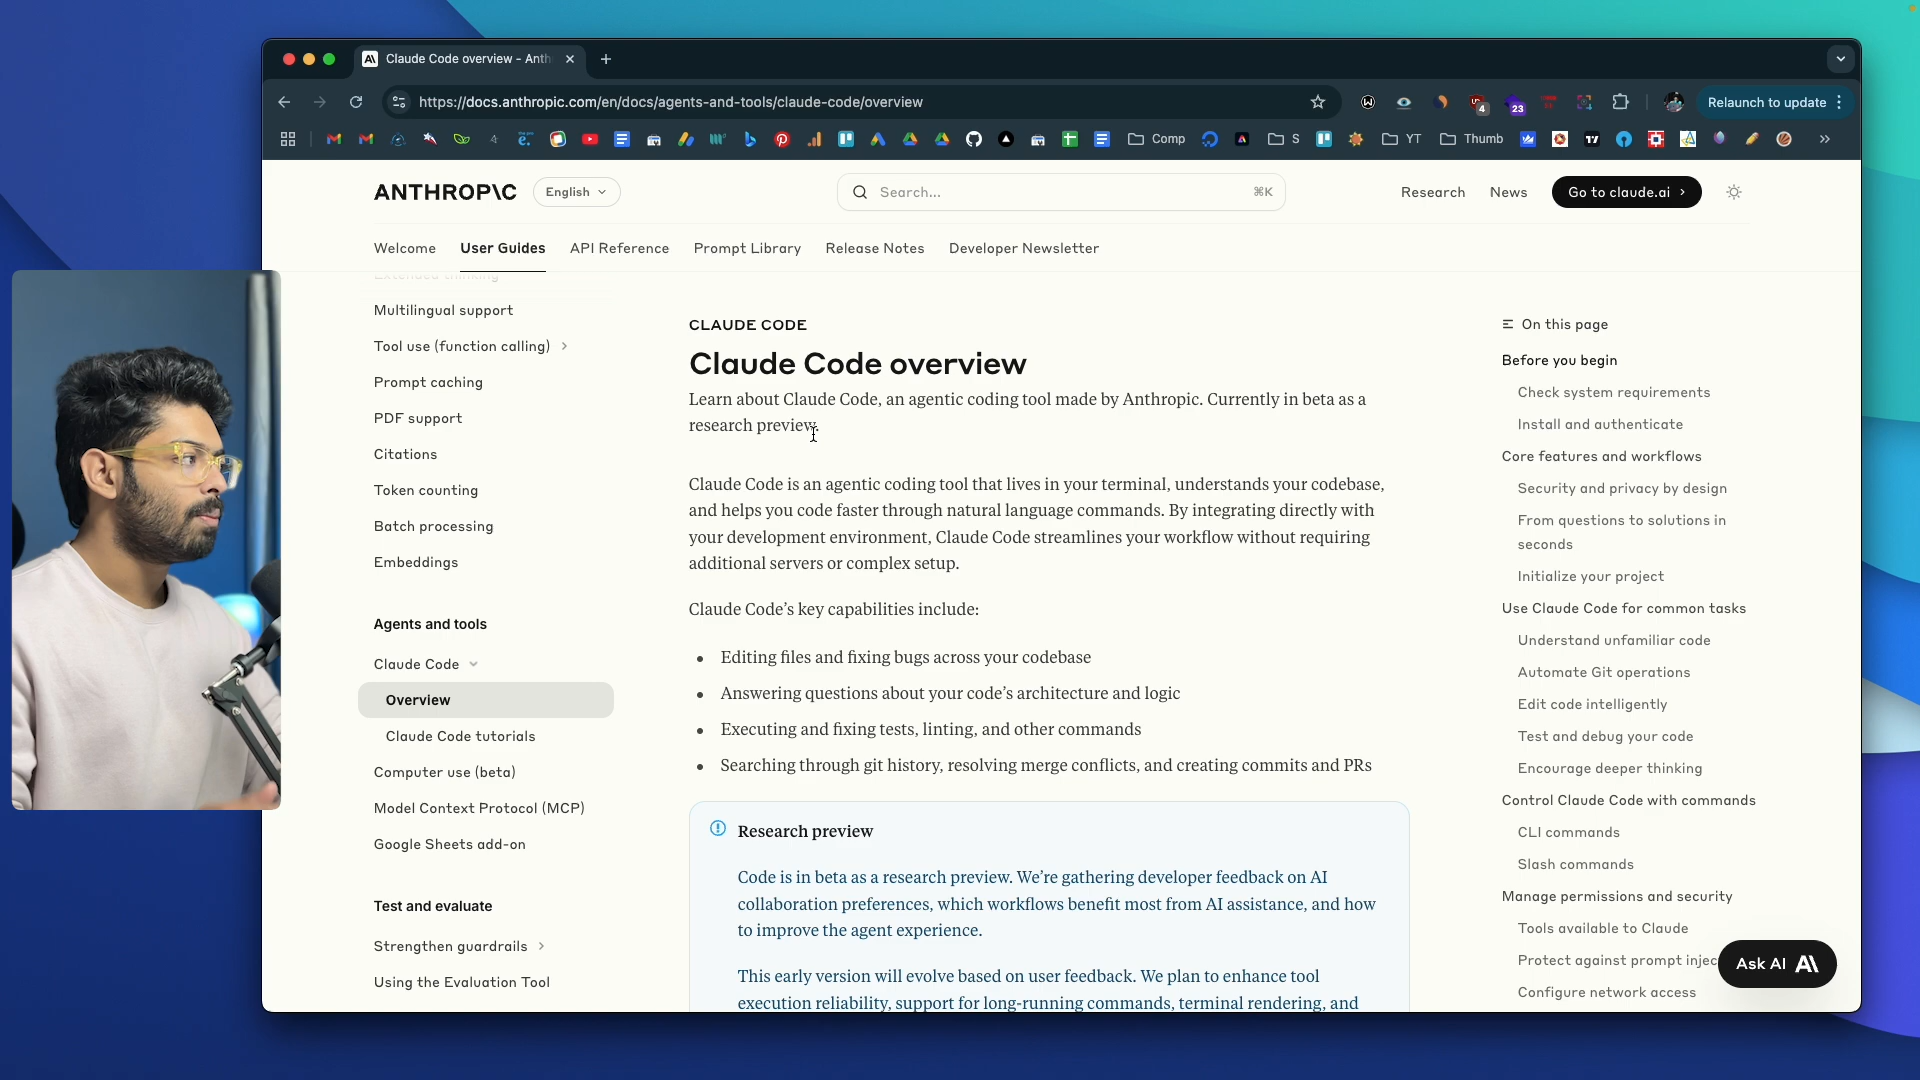 Claude Code overview - Anth
https://docs.anthropic.com/en/docs/agents-and-tools/claude-code/overview
4
23
Relaunch to update
Comp
S
YT
Thumb
ANTHROP\C
English
Search...
⌘K
Research
News
Go to claude.ai
Welcome
User Guides
API Reference
Prompt Library
Release Notes
Developer Newsletter
Extended thinking
Multilingual support
Tool use (function calling)
Prompt caching
PDF support
Citations
Token counting
Batch processing
Embeddings
Agents and tools
Claude Code
Overview
Claude Code tutorials
Computer use (beta)
Model Context Protocol (MCP)
Google Sheets add-on
Test and evaluate
Strengthen guardrails
Using the Evaluation Tool
CLAUDE CODE
Claude Code overview
Learn about Claude Code, an agentic coding tool made by Anthropic. Currently in beta as a
research preview.
Claude Code is an agentic coding tool that lives in your terminal, understands your codebase,
and helps you code faster through natural language commands. By integrating directly with
your development environment, Claude Code streamlines your workflow without requiring
additional servers or complex setup.
Claude Code’s key capabilities include:
• Editing files and fixing bugs across your codebase
• Answering questions about your code’s architecture and logic
• Executing and fixing tests, linting, and other commands
• Searching through git history, resolving merge conflicts, and creating commits and PRs
Research preview
Code is in beta as a research preview. We’re gathering developer feedback on AI
collaboration preferences, which workflows benefit most from AI assistance, and how
to improve the agent experience.
This early version will evolve based on user feedback. We plan to enhance tool
execution reliability, support for long-running commands, terminal rendering, and
On this page
Before you begin
Check system requirements
Install and authenticate
Core features and workflows
Security and privacy by design
From questions to solutions in
seconds
Initialize your project
Use Claude Code for common tasks
Understand unfamiliar code
Automate Git operations
Edit code intelligently
Test and debug your code
Encourage deeper thinking
Control Claude Code with commands
CLI commands
Slash commands
Manage permissions and security
Tools available to Claude
Protect against prompt injec
Configure network access
Ask AI